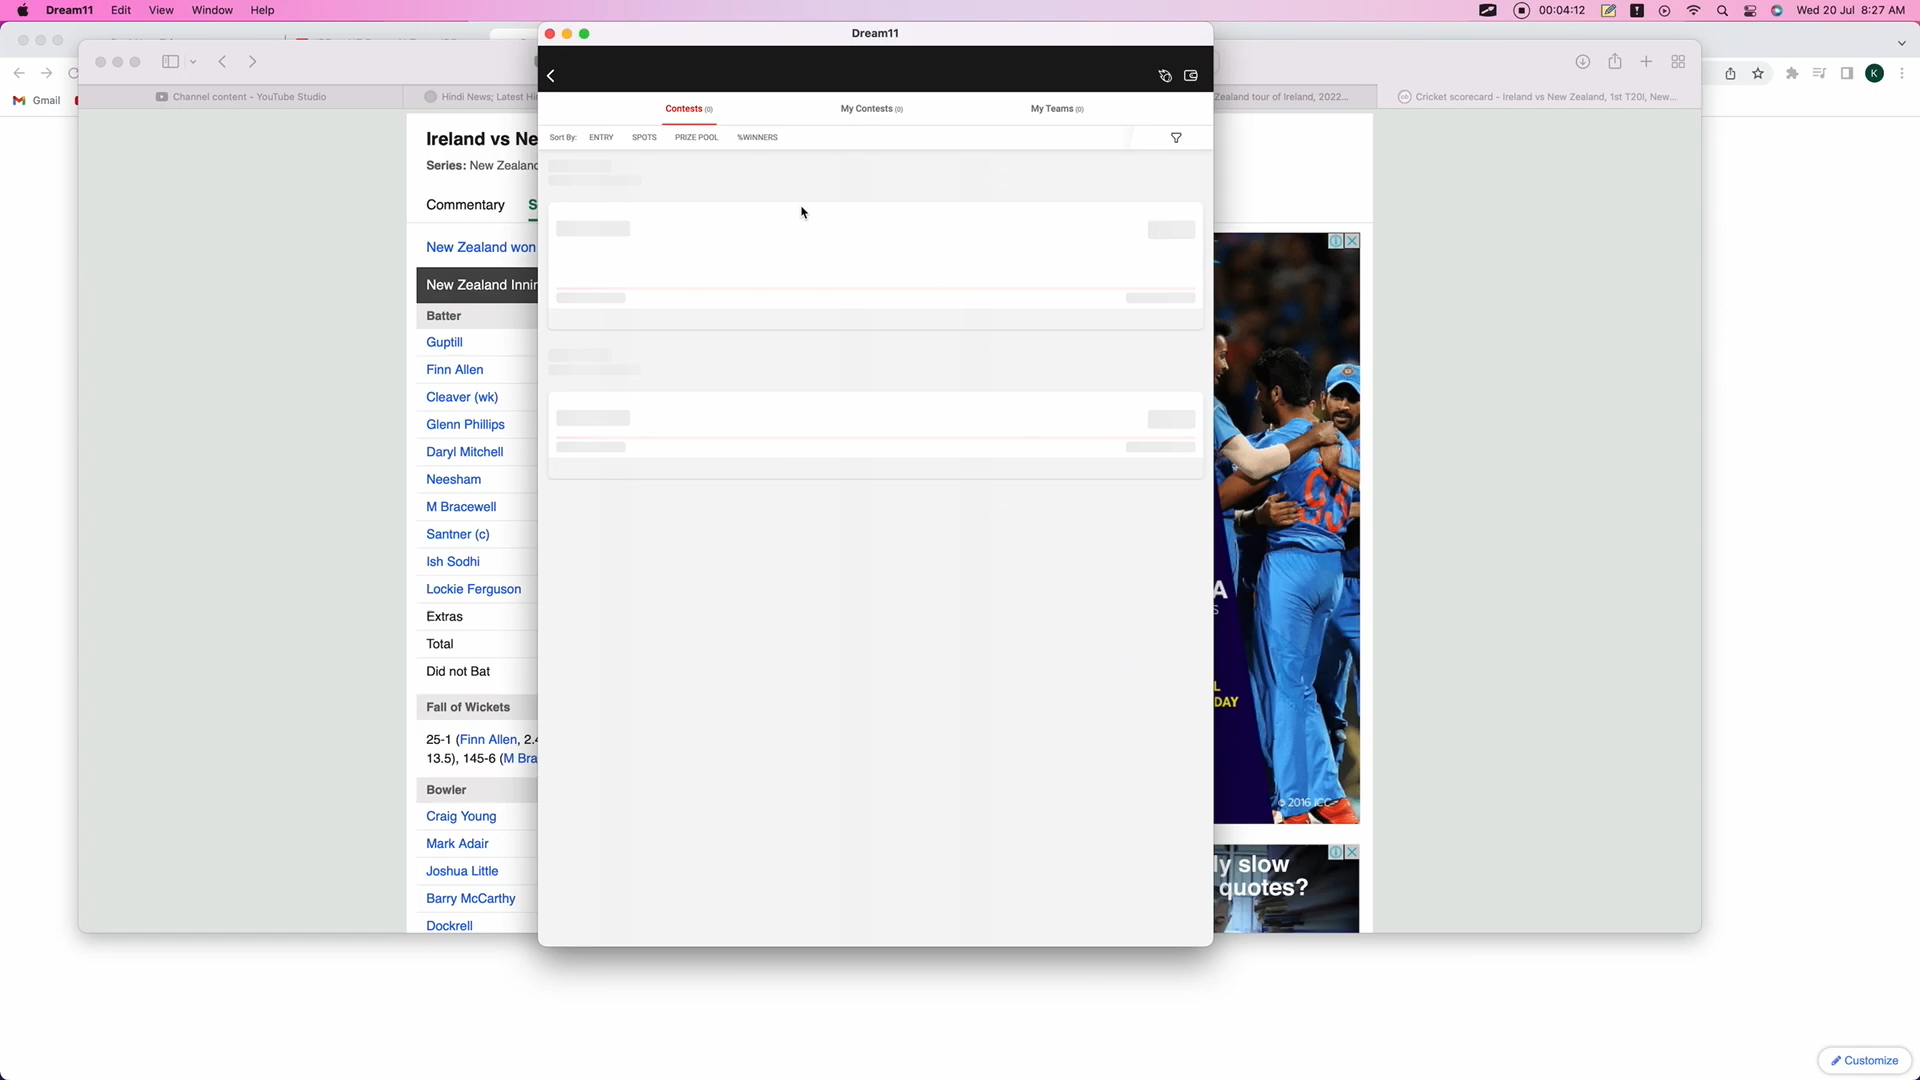 Dream11 Edit View Window Help
00:04:12
Wed 20 Jul 8:27 AM
Dream11
Gmail
K
Channel content - YouTube Studio
Hindi News; Latest Hi
Zealand tour of Ireland, 2022...
Cricket scorecard - Ireland vs New Zealand, 1st T20I, New...
Contests (0)
My Contests (0)
My Teams (0)
Sort By: ENTRY SPOTS PRIZE POOL %WINNERS
Ireland vs Ne
Series: New Zealand
Commentary S
New Zealand won
New Zealand Innin
Batter
Guptill
Finn Allen
Cleaver (wk)
Glenn Phillips
Daryl Mitchell
Neesham
M Bracewell
Santner (c)
Ish Sodhi
Lockie Ferguson
Extras
Total
Did not Bat
Fall of Wickets
25-1 (Finn Allen, 2.4
13.5), 145-6 (M Bra
Bowler
Craig Young
Mark Adair
Joshua Little
Barry McCarthy
Dockrell
A
S
L
DAY
© 2016 ICC
ly slow
quotes?
Customize